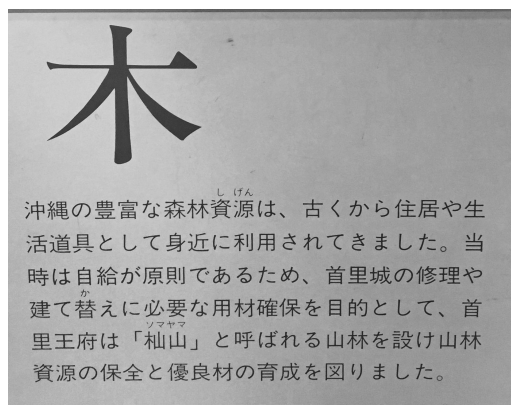 木
沖縄の豊富な森林資源は、古くから住居や生
活道具として身近に利用されてきました。当
時は自給が原則であるため、首里城の修理や
建て替えに必要な用材確保を目的として、首
里王府は「杣山」と呼ばれる山林を設け山林
資源の保全と優良材の育成を図りました。